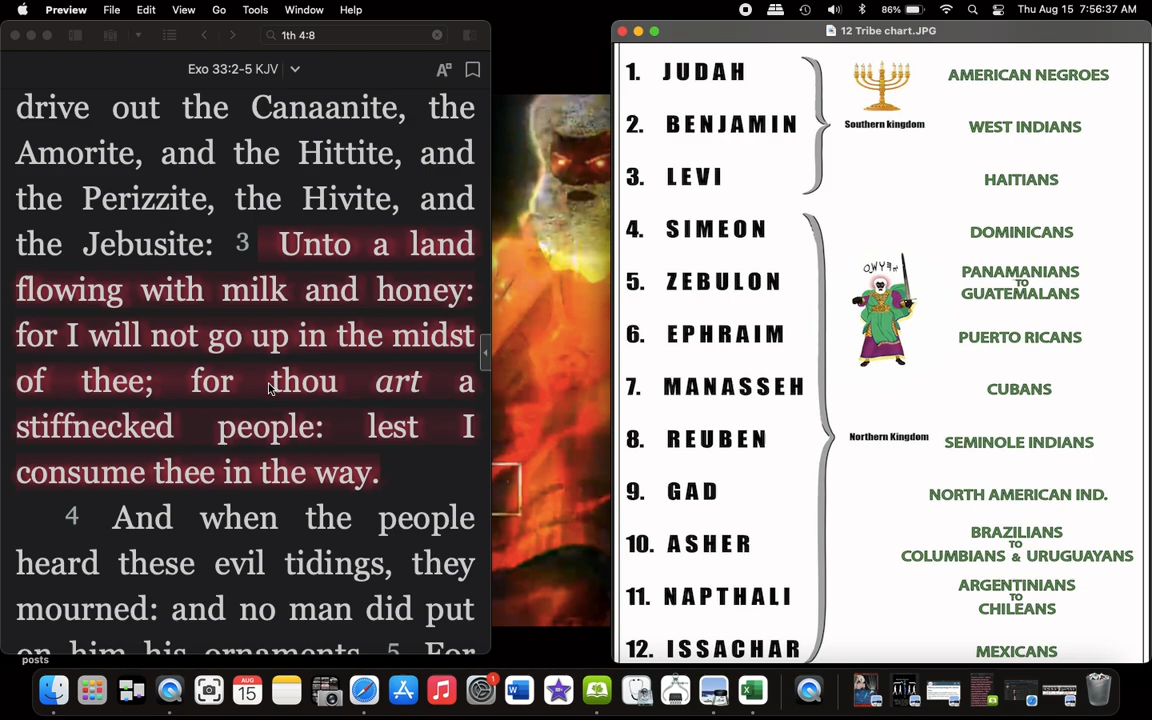 Preview File Edit View Go Tools Window Help 86% Thu Aug 15 7:56:37 AM
1th 4:8
Exo 33:2-5 KJV
drive out the Canaanite, the
Amorite, and the Hittite, and
the Perizzite, the Hivite, and
the Jebusite: 3 Unto a land
flowing with milk and honey:
for I will not go up in the midst
of thee; for thou art a
stiffnecked people: lest I
consume thee in the way.
4 And when the people
heard these evil tidings, they
mourned: and no man did put
on him his ornaments. 5 For
posts
12 Tribe chart.JPG
1. JUDAH AMERICAN NEGROES
2. BENJAMIN Southern kingdom WEST INDIANS
3. LEVI HAITIANS
4. SIMEON DOMINICANS
5. ZEBULON PANAMANIANS
TO
GUATEMALANS
6. EPHRAIM PUERTO RICANS
7. MANASSEH CUBANS
8. REUBEN Northern Kingdom SEMINOLE INDIANS
9. GAD NORTH AMERICAN IND.
10. ASHER BRAZILIANS
TO
COLUMBIANS & URUGUAYANS
11. NAPTHALI ARGENTINIANS
TO
CHILEANS
12. ISSACHAR MEXICANS
AUG
15
1